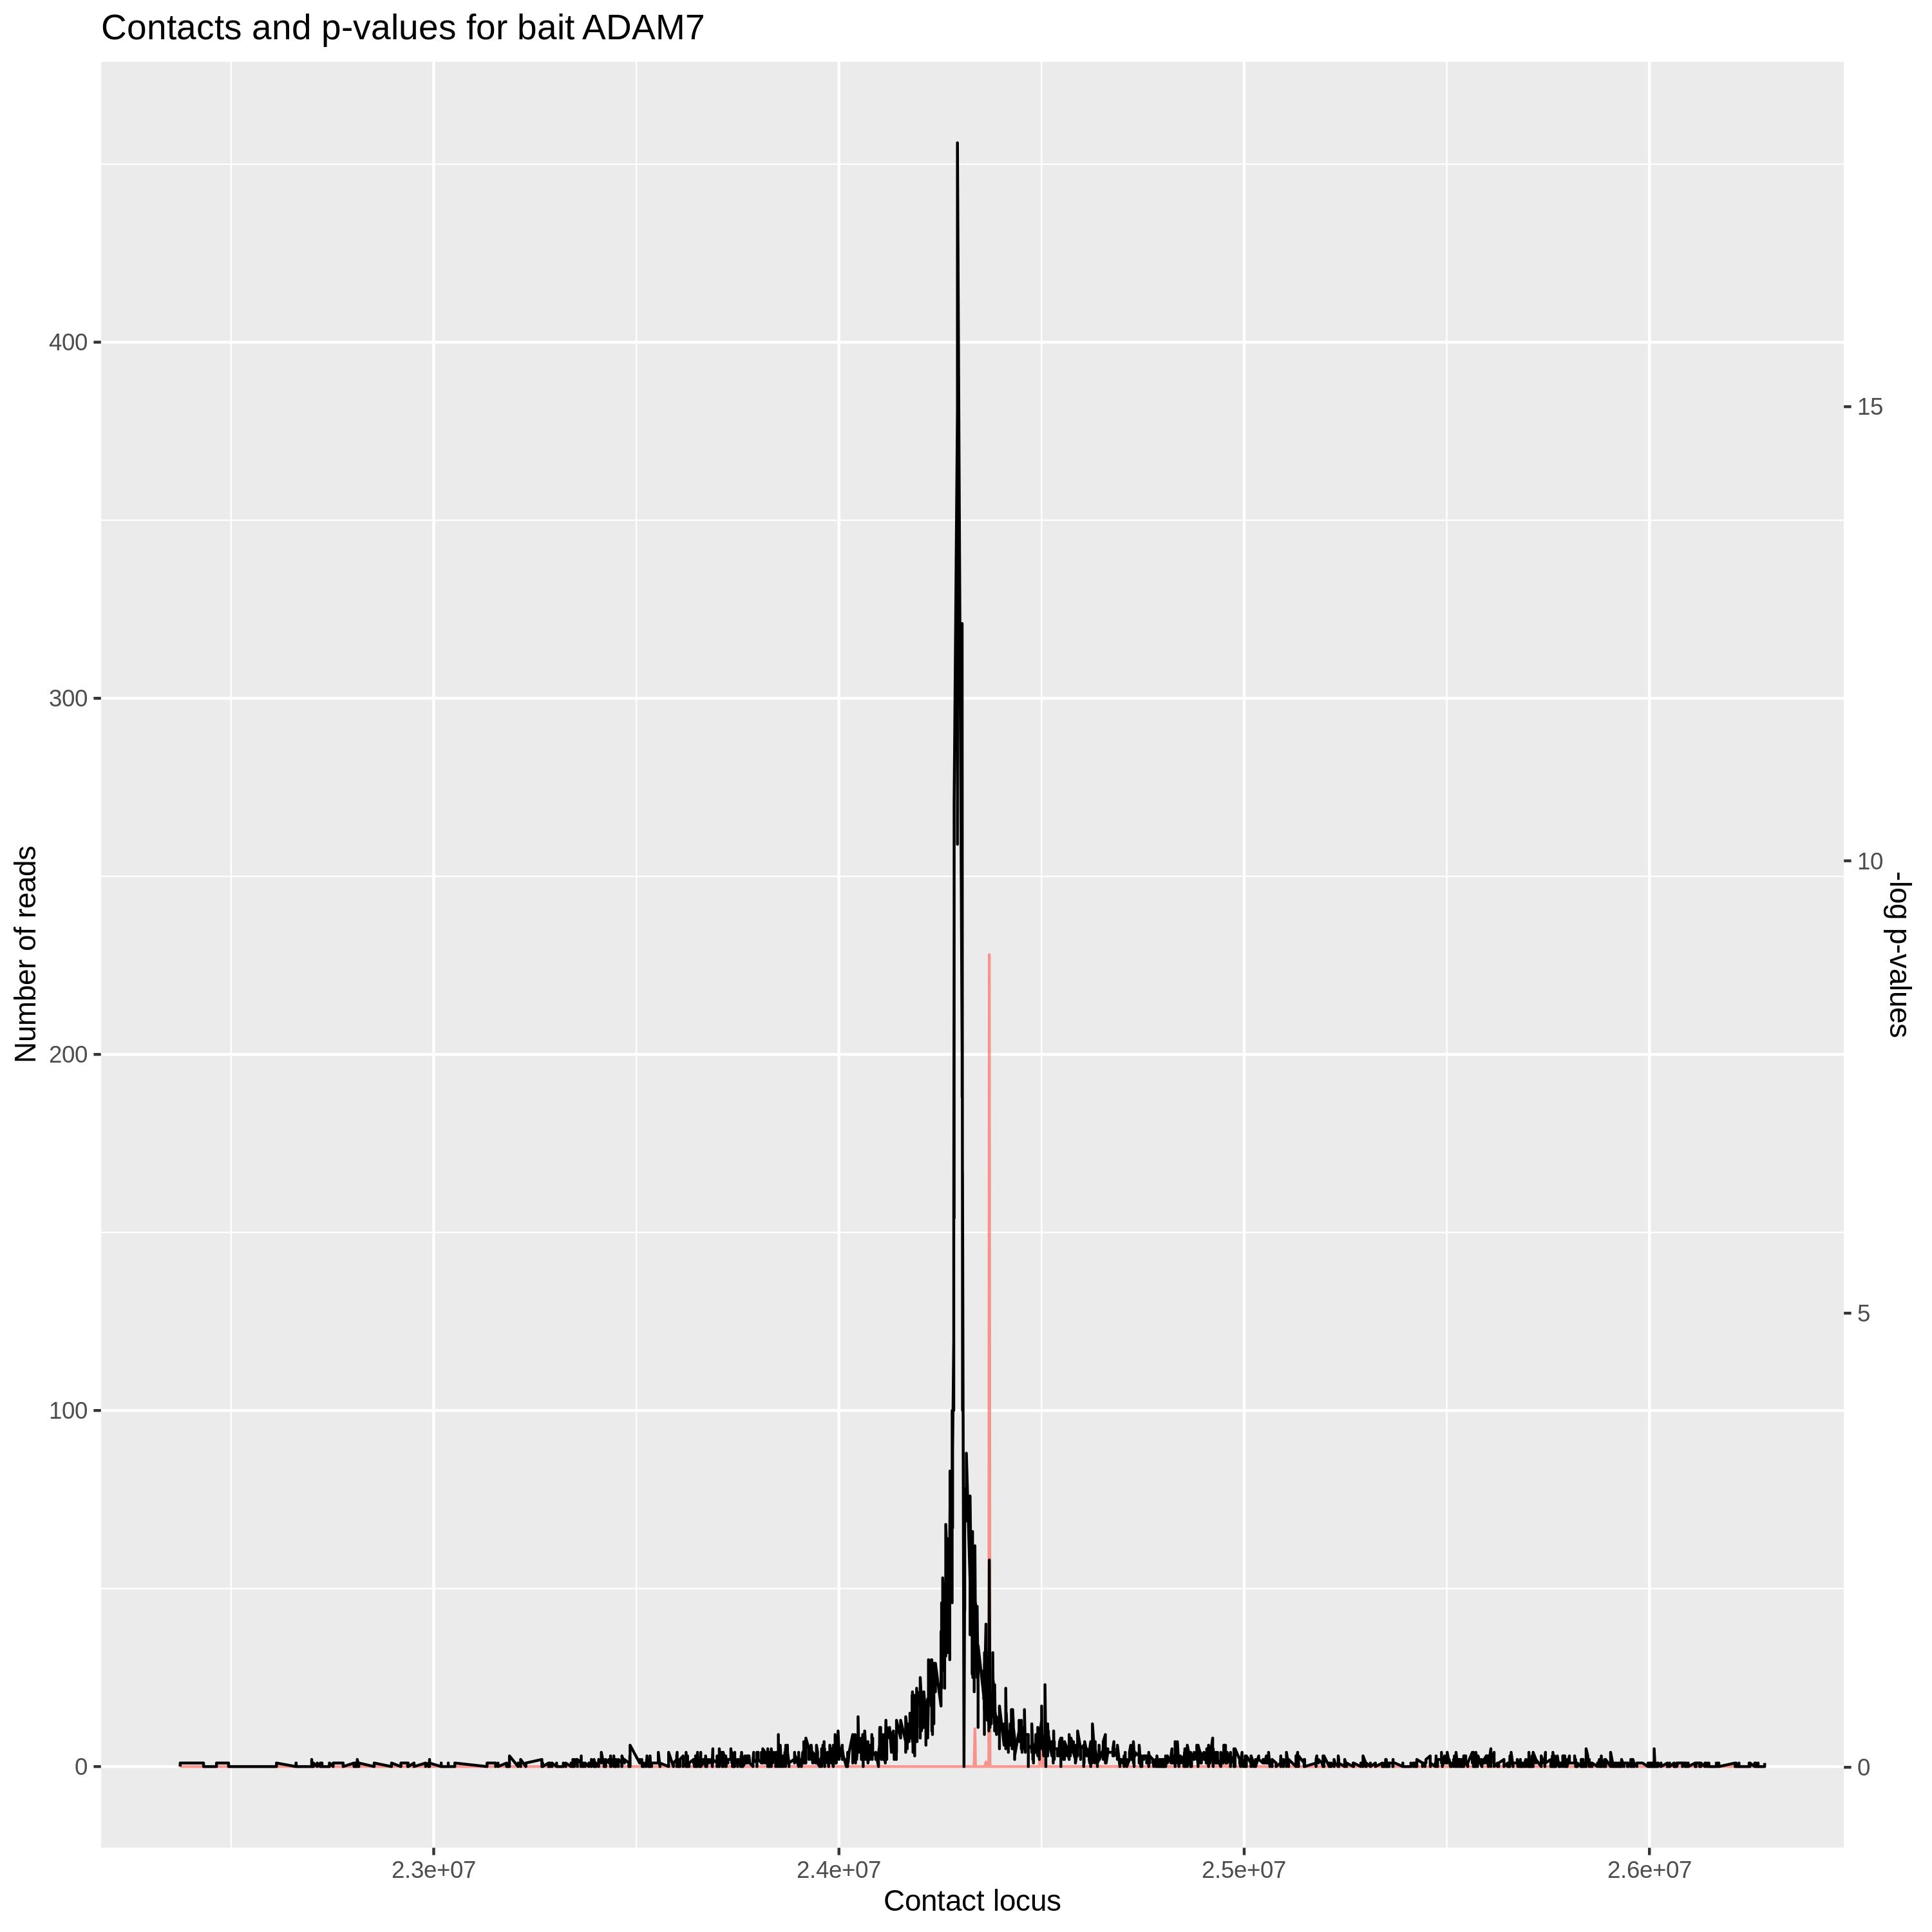 Contacts and p-values for bait ADAM7
400
300
200
100
0
Number of reads
15
10
5
0
-log p-values
2.3e+07
2.4e+07
2.5e+07
2.6e+07
Contact locus